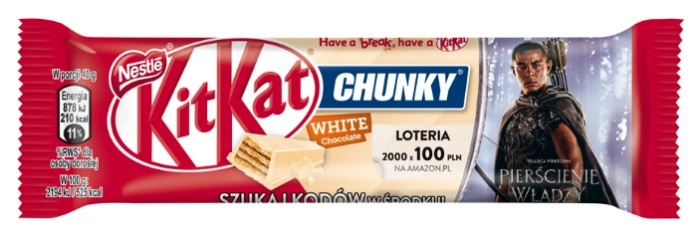 Have a break, have a KitKat
Nestlé
KitKat
CHUNKY®
WHITE
Chocolate
W porcji 40 g
Energia
878 kJ
210 kcal
11%
%RWS* dla
osoby dorosłej
W 100 g:
2194 kJ / 525 kcal
LOTERIA
2000 x 100 PLN
NA AMAZON.PL
SZUKAJ KODÓW W ŚRODKU!
WŁADCA PIERŚCIENI
PIERŚCIENIE
WŁADZY